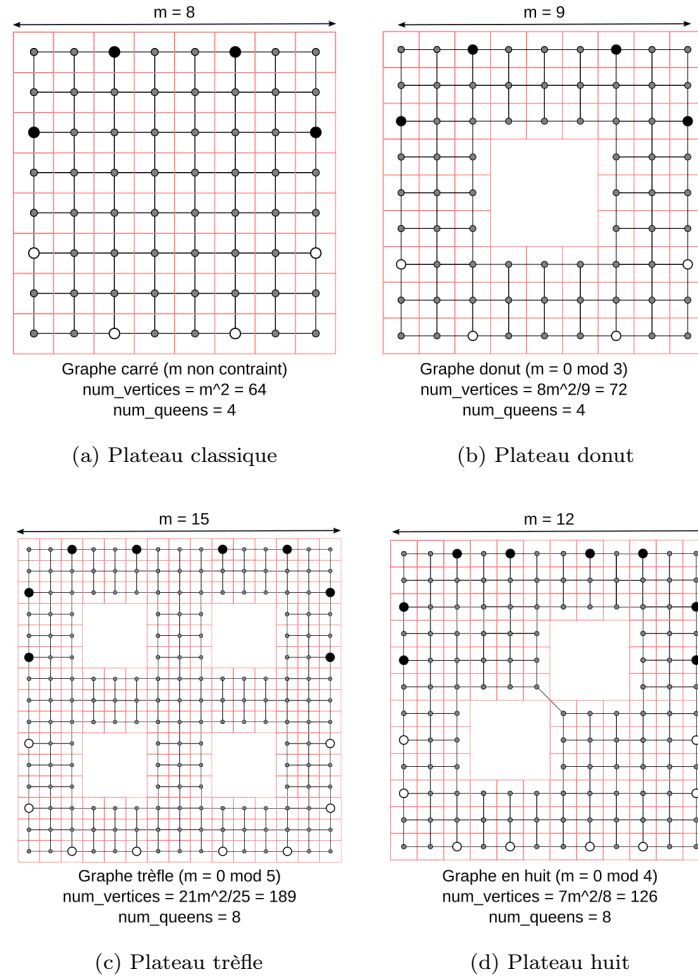 m = 8
m = 9
Graphe carré (m non contraint)
num_vertices = m^2 = 64
num_queens = 4
Graphe donut (m = 0 mod 3)
num_vertices = 8m^2/9 = 72
num_queens = 4
(a) Plateau classique
(b) Plateau donut
m = 15
m = 12
Graphe trèfle (m = 0 mod 5)
num_vertices = 21m^2/25 = 189
num_queens = 8
Graphe en huit (m = 0 mod 4)
num_vertices = 7m^2/8 = 126
num_queens = 8
(c) Plateau trèfle
(d) Plateau huit